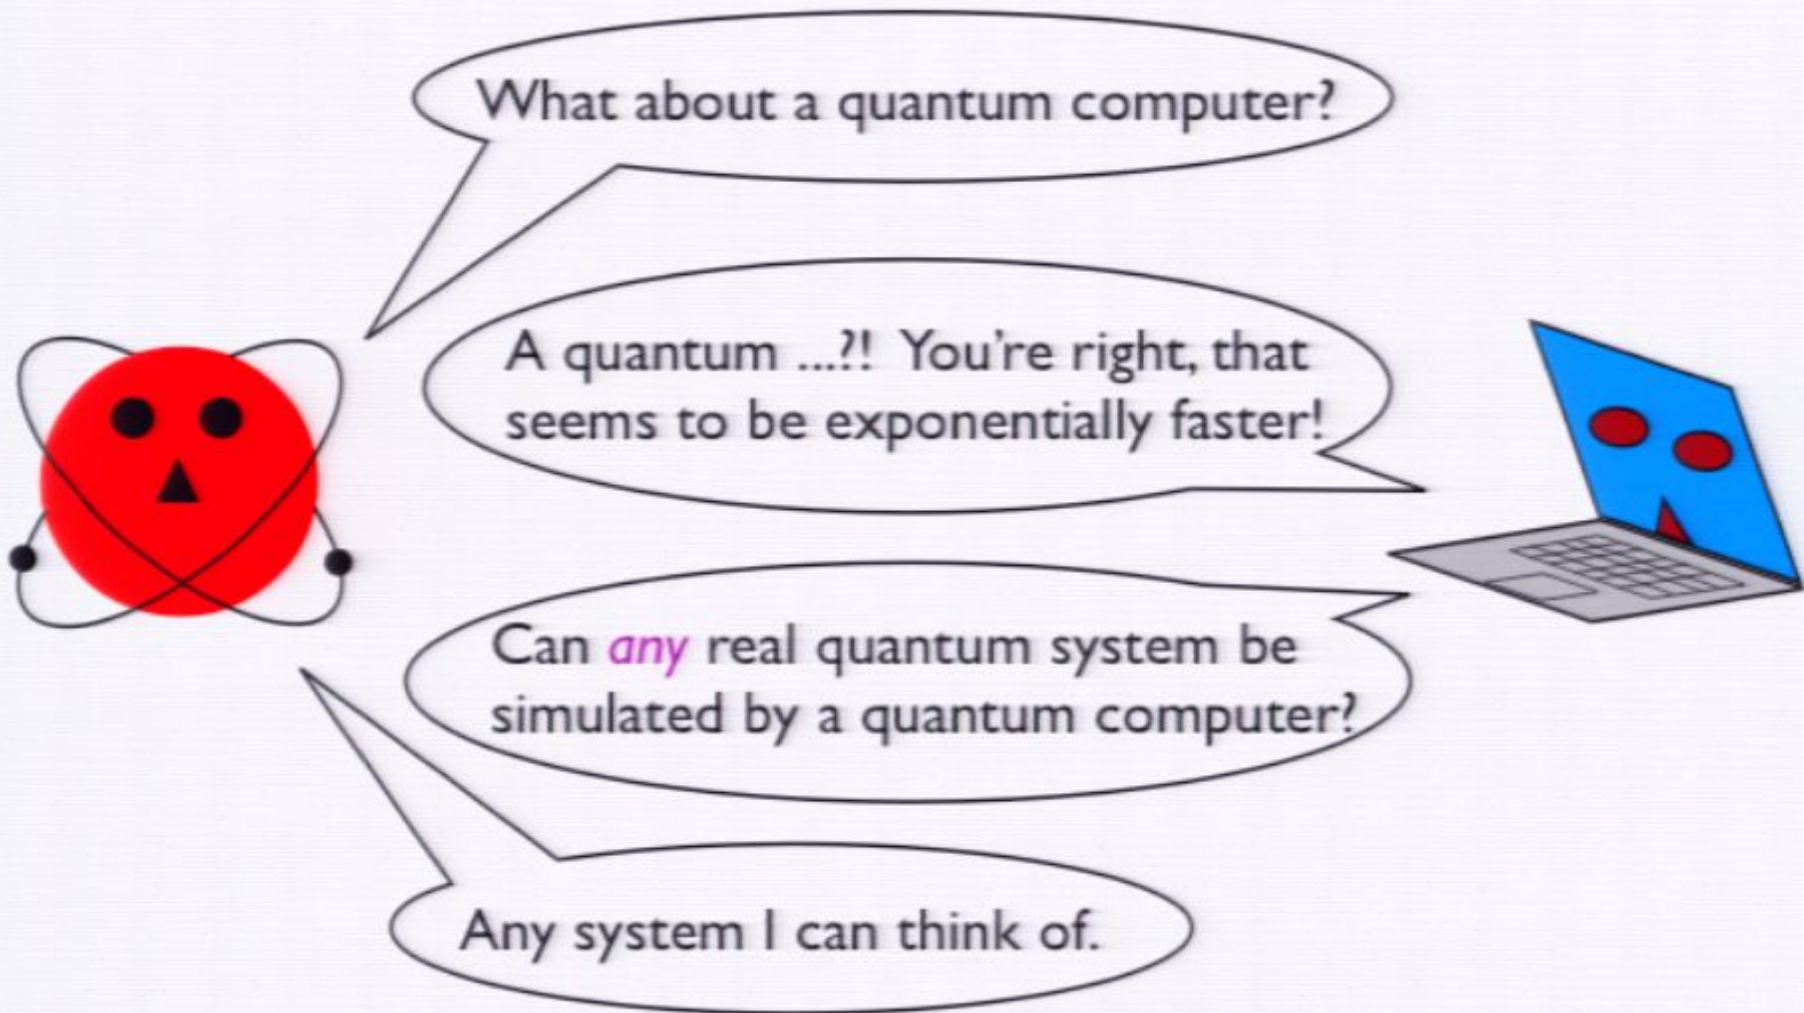 What about a quantum computer?
A quantum ...?! You're right, that
seems to be exponentially faster!
Can any real quantum system be
simulated by a quantum computer?
Any system I can think of.